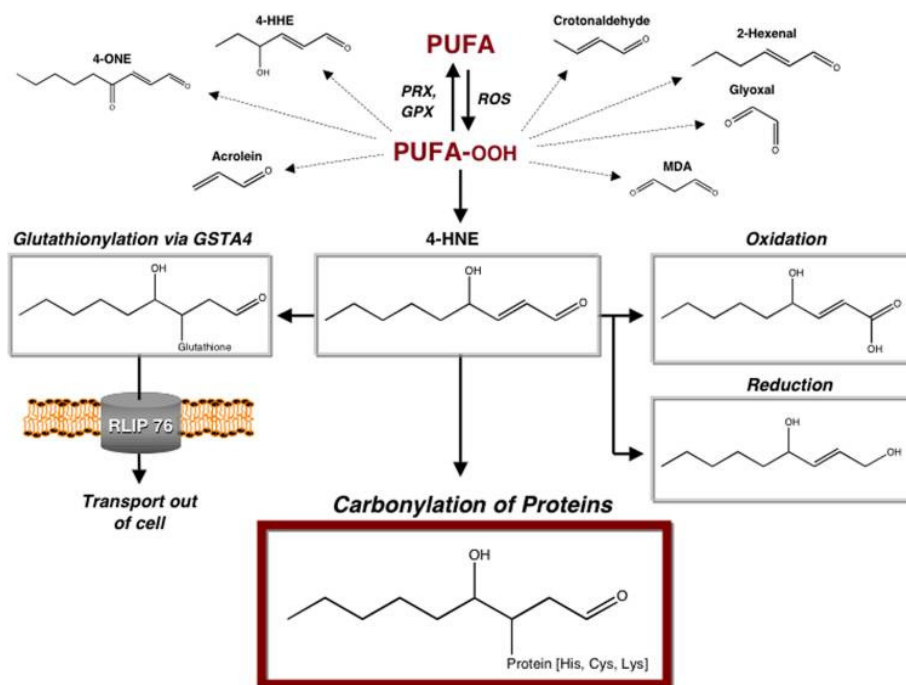 4-HHE
PUFA
Crotonaldehyde
2-Hexenal
4-ONE
OH
O
O
O
O
O
PRX,
GPX
ROS
Glyoxal
O
O
Acrolein
O
PUFA-OOH
MDA
O
O
Glutathionylation via GSTA4
4-HNE
Oxidation
OH
O
Glutathione
OH
O
OH
O
OH
Reduction
OH
OH
RLIP 76
Transport out
of cell
Carbonylation of Proteins
OH
O
Protein [His, Cys, Lys]